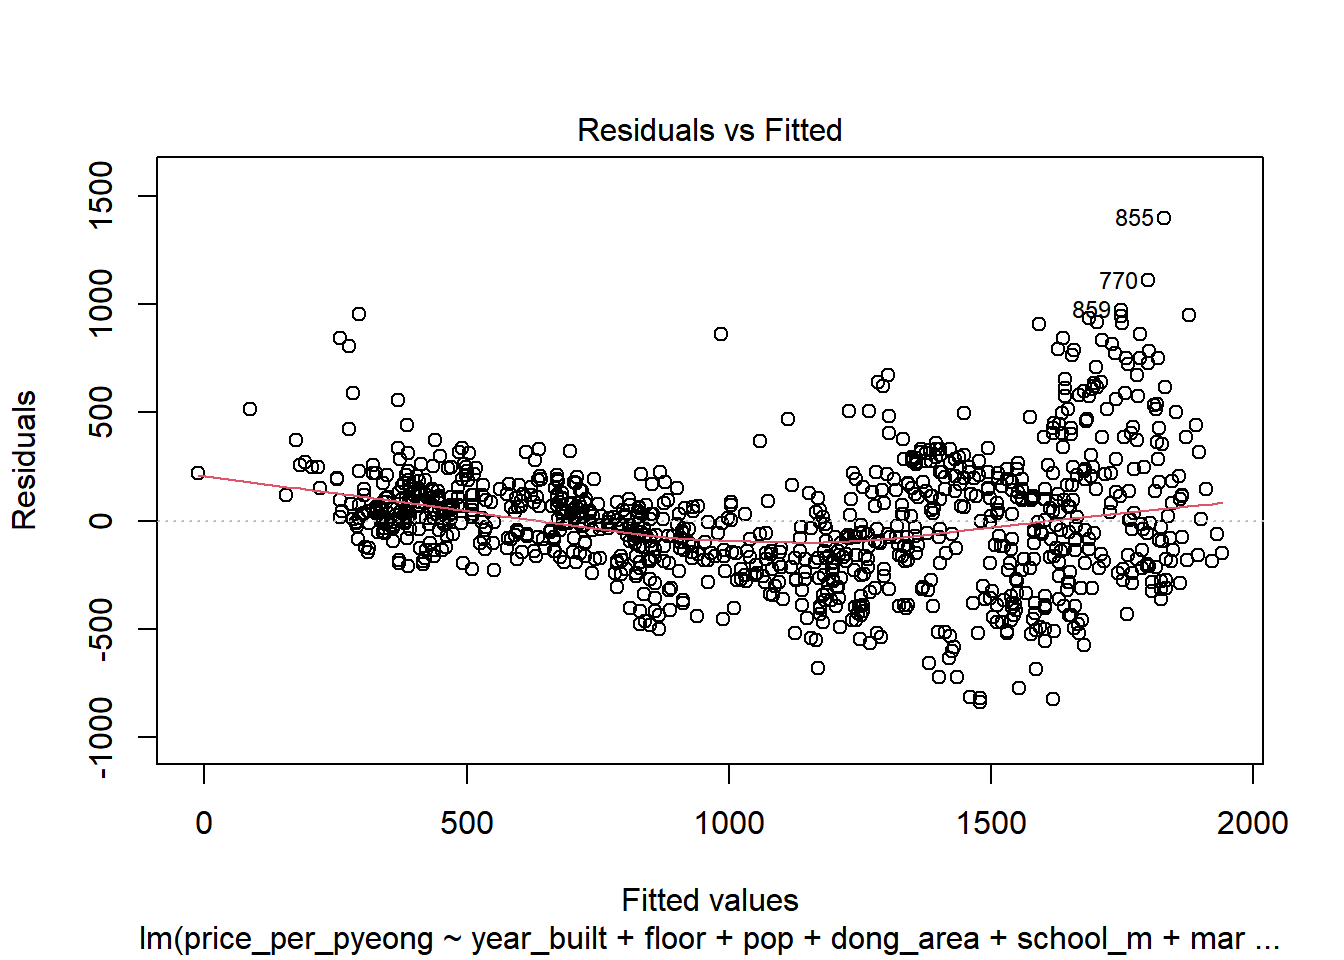 Residuals vs Fitted
Residuals
1500
1000
500
0
-500
-1000
855
770
859
0 500 1000 1500 2000
Fitted values
lm(price_per_pyeong ~ year_built + floor + pop + dong_area + school_m + mar ...